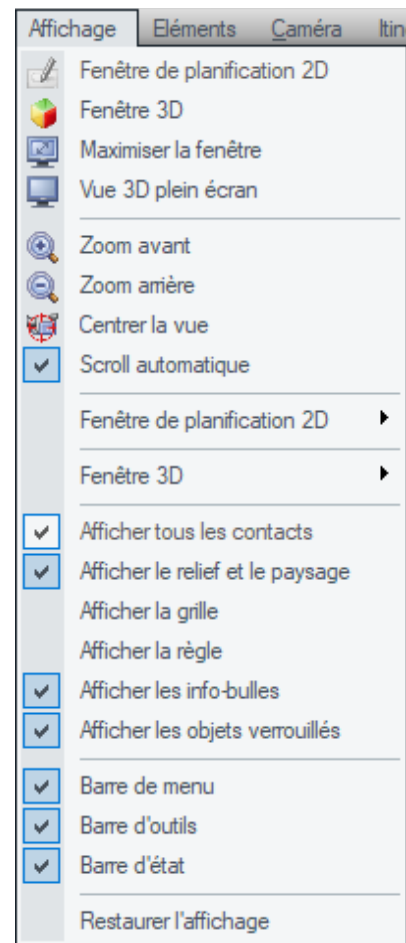 Affichage Eléments Caméra Itin
Fenêtre de planification 2D
Fenêtre 3D
Maximiser la fenêtre
Vue 3D plein écran
Zoom avant
Zoom arrière
Centrer la vue
Scroll automatique
Fenêtre de planification 2D
Fenêtre 3D
Afficher tous les contacts
Afficher le relief et le paysage
Afficher la grille
Afficher la règle
Afficher les info-bulles
Afficher les objets verrouillés
Barre de menu
Barre d'outils
Barre d'état
Restaurer l'affichage